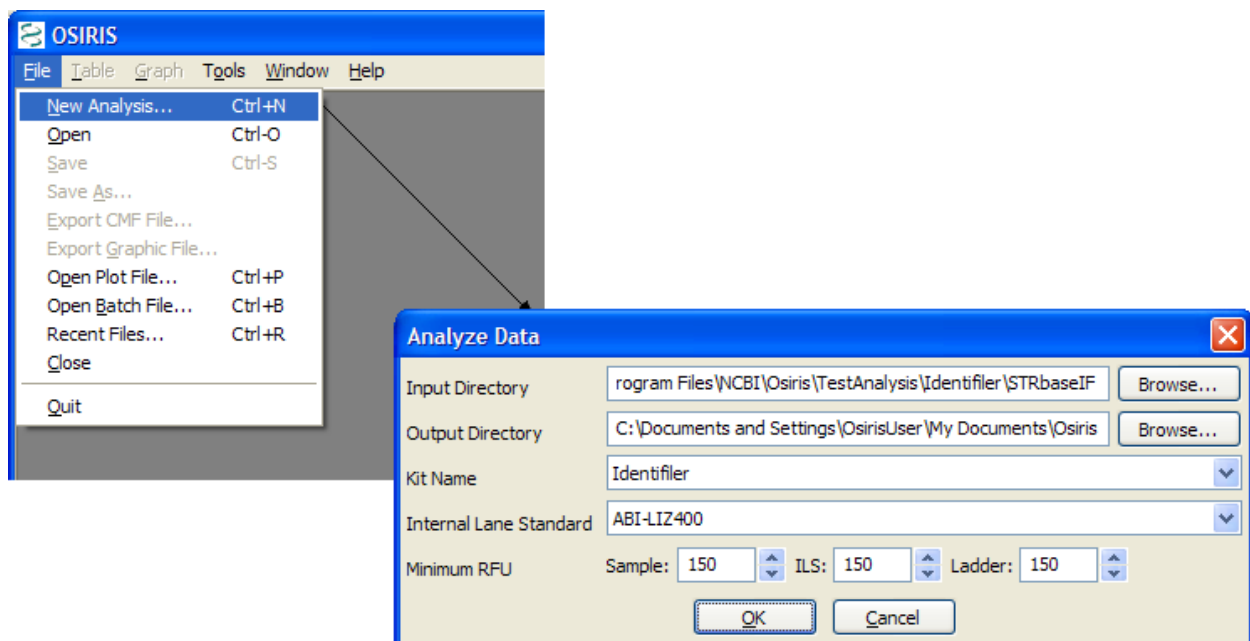 OSIRIS
File Table Graph Tools Window Help
New Analysis... Ctrl+N
Open Ctrl-O
Save Ctrl-S
Save As...
Export CMF File...
Export Graphic File...
Open Plot File... Ctrl+P
Open Batch File... Ctrl+B
Recent Files... Ctrl+R
Close
Quit
Analyze Data
Input Directory rogram Files\NCBI\Osiris\TestAnalysis\Identifiler\STRbaseIF Browse...
Output Directory C:\Documents and Settings\OsirisUser\My Documents\Osiris Browse...
Kit Name Identifiler
Internal Lane Standard ABI-LIZ400
Minimum RFU Sample: 150 ILS: 150 Ladder: 150
OK Cancel